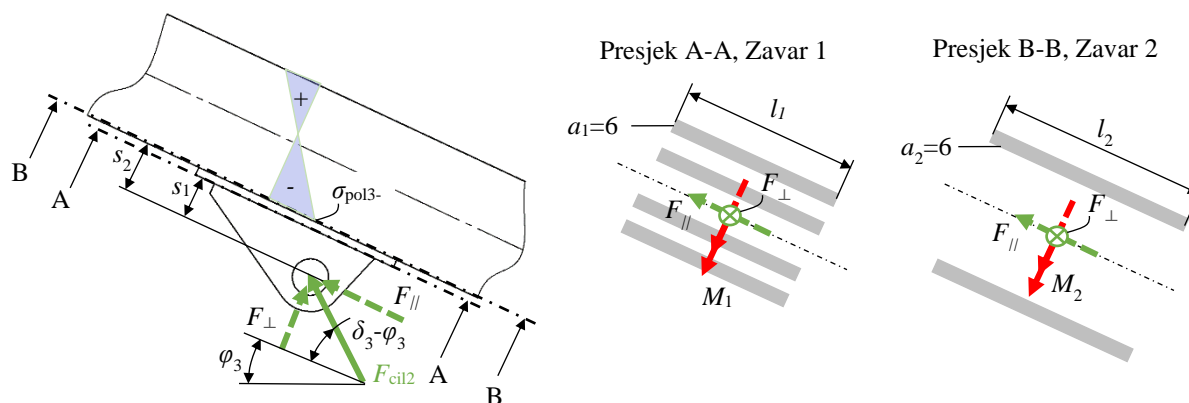 Presjek A-A, Zavar 1
Presjek B-B, Zavar 2
+
-
σpol3-
B
A
s2
s1
F⊥
F||
δ3-φ3
φ3
Fcil2
A
B
a1=6
l1
F⊥
F||
M1
a2=6
l2
F⊥
F||
M2